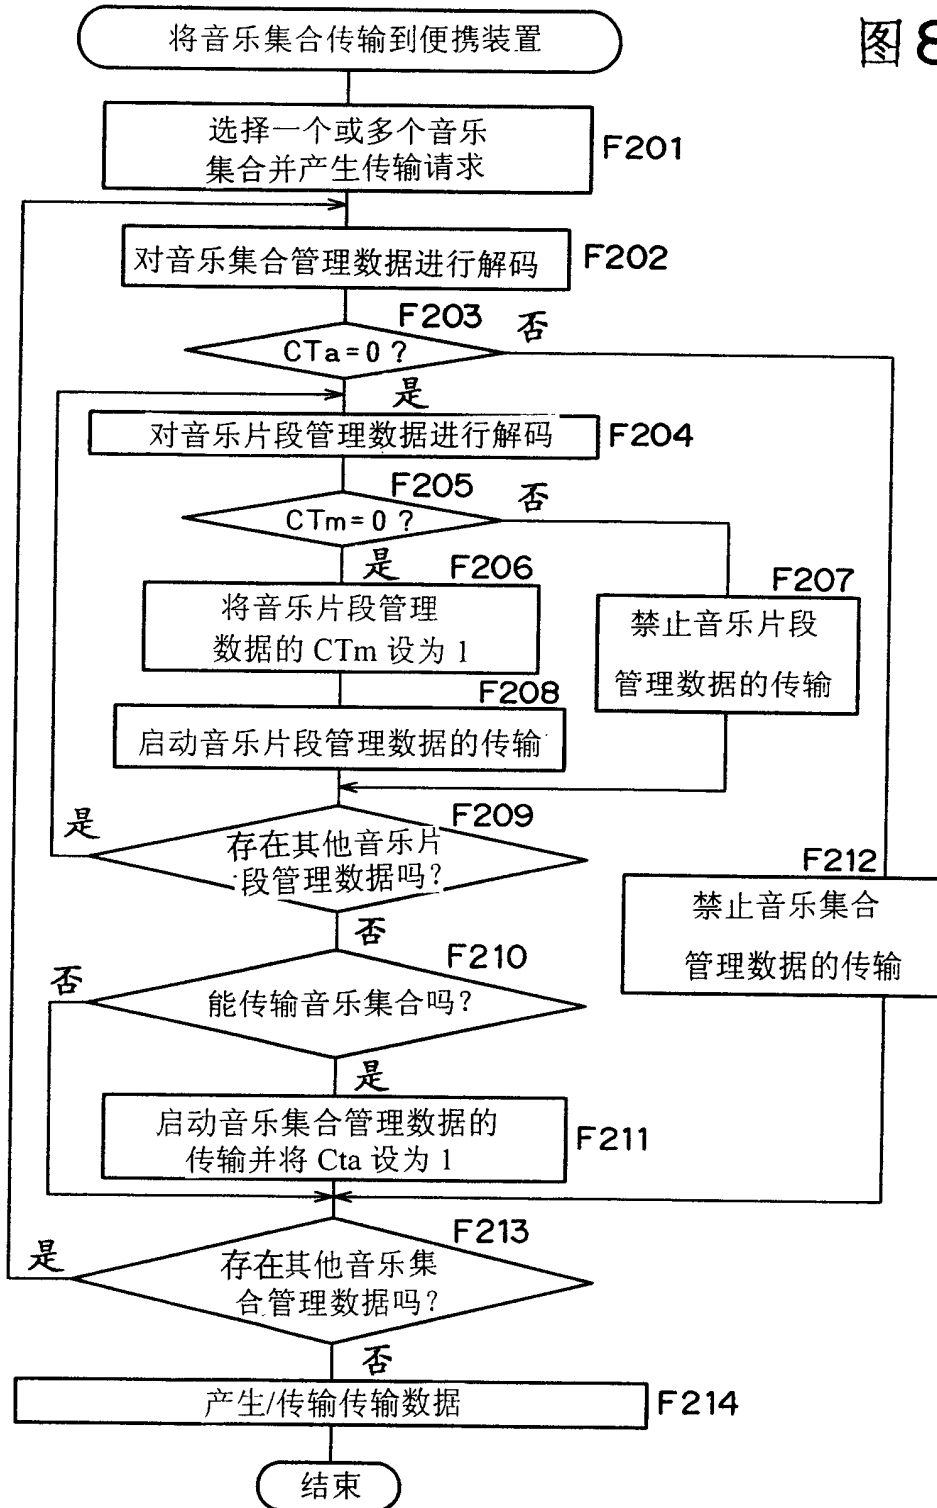 将音乐集合传输到便携装置
图8
选择一个或多个音乐
集合并产生传输请求
F201
对音乐集合管理数据进行解码
F202
F203
否
CTa=0?
是
对音乐片段管理数据进行解码
F204
F205
否
CTm=0?
是
F206
将音乐片段管理
数据的 CTm 设为 1
F207
禁止音乐片段
管理数据的传输
F208
启动音乐片段管理数据的传输
F209
是
存在其他音乐片
段管理数据吗?
否
F212
禁止音乐集合
管理数据的传输
F210
否
能传输音乐集合吗?
是
启动音乐集合管理数据的
传输并将 Cta 设为 1
F211
F213
是
存在其他音乐集
合管理数据吗?
否
产生/传输传输数据
F214
结束